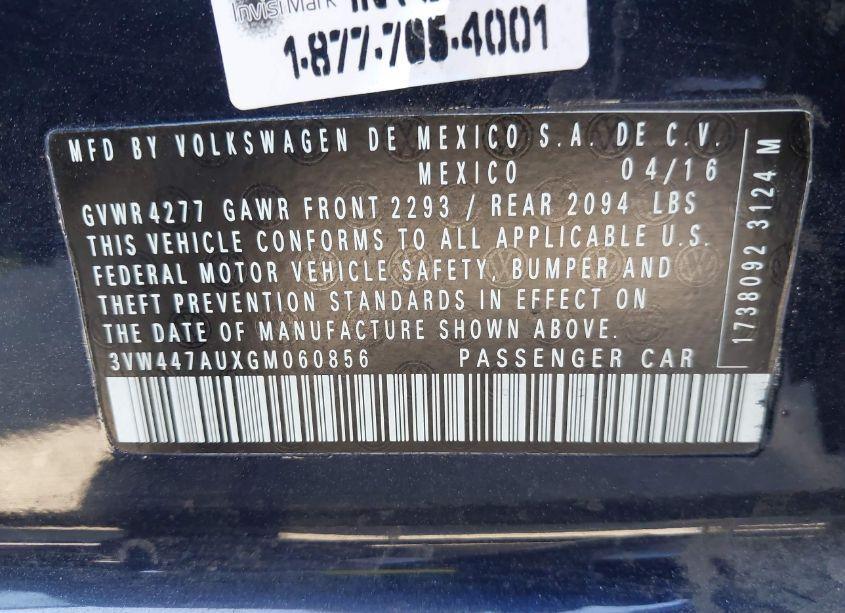 InvisiMark
1-877-765-4001
MFD BY VOLKSWAGEN DE MEXICO S.A. DE C.V.
MEXICO 04/16
GVWR 4277 GAWR FRONT 2293 / REAR 2094 LBS
THIS VEHICLE CONFORMS TO ALL APPLICABLE U.S.
FEDERAL MOTOR VEHICLE SAFETY, BUMPER AND
THEFT PREVENTION STANDARDS IN EFFECT ON
THE DATE OF MANUFACTURE SHOWN ABOVE.
3VW447AUXGM060856 PASSENGER CAR
1738092 3124 M